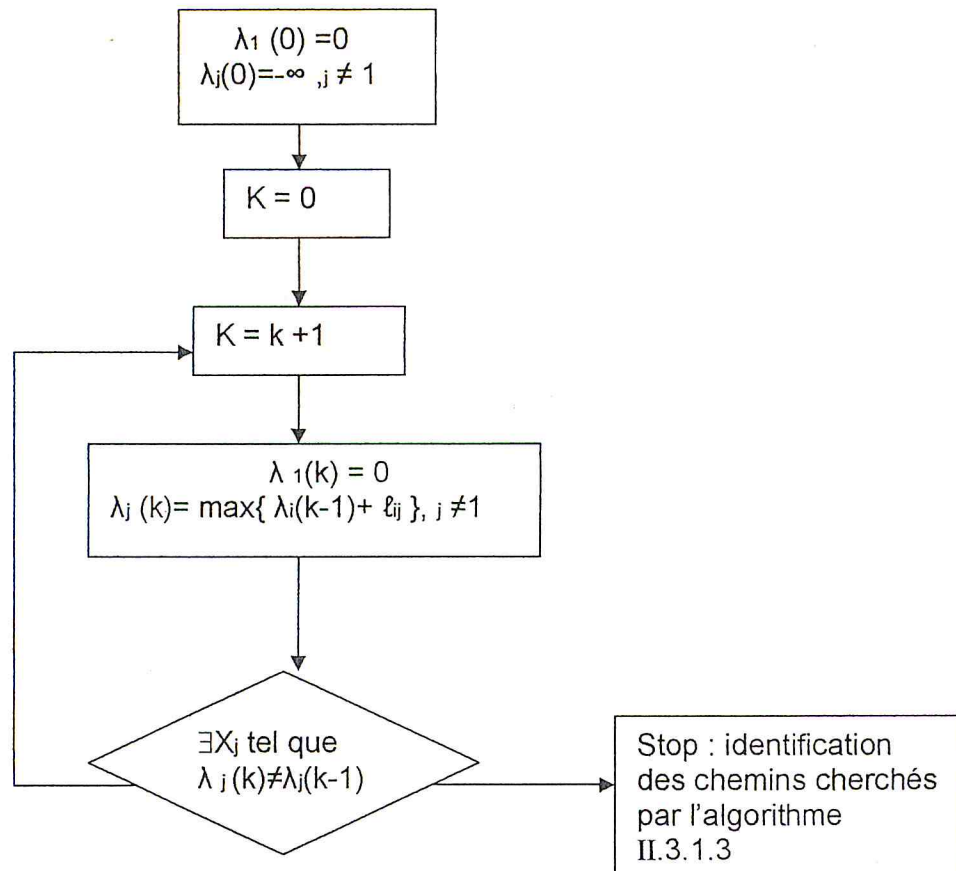 λ1 (0) =0
λj(0)=-∞ ,j ≠ 1
K = 0
K = k +1
λ 1(k) = 0
λj (k)= max{ λi(k-1)+ ℓij }, j ≠1
∃Xj tel que
λ j (k)≠λj(k-1)
Stop : identification
des chemins cherchés
par l'algorithme
II.3.1.3